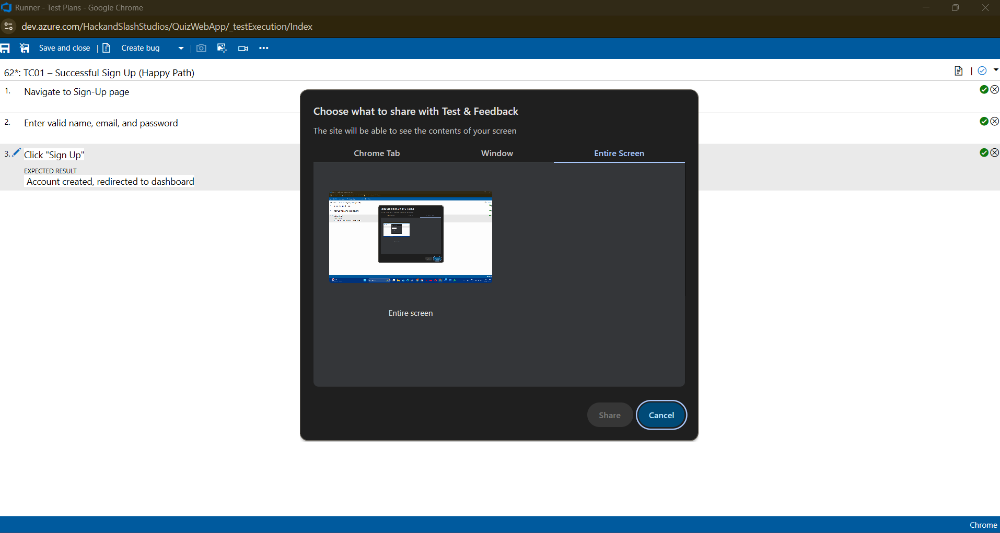 Runner - Test Plans - Google Chrome
dev.azure.com/HackandSlashStudios/QuizWebApp/_testExecution/Index
Save and close | Create bug
62*: TC01 – Successful Sign Up (Happy Path)
1. Navigate to Sign-Up page
2. Enter valid name, email, and password
3. Click "Sign Up"
EXPECTED RESULT
Account created, redirected to dashboard
Choose what to share with Test & Feedback
The site will be able to see the contents of your screen
Chrome Tab Window Entire Screen
Entire screen
Share Cancel
Chrome